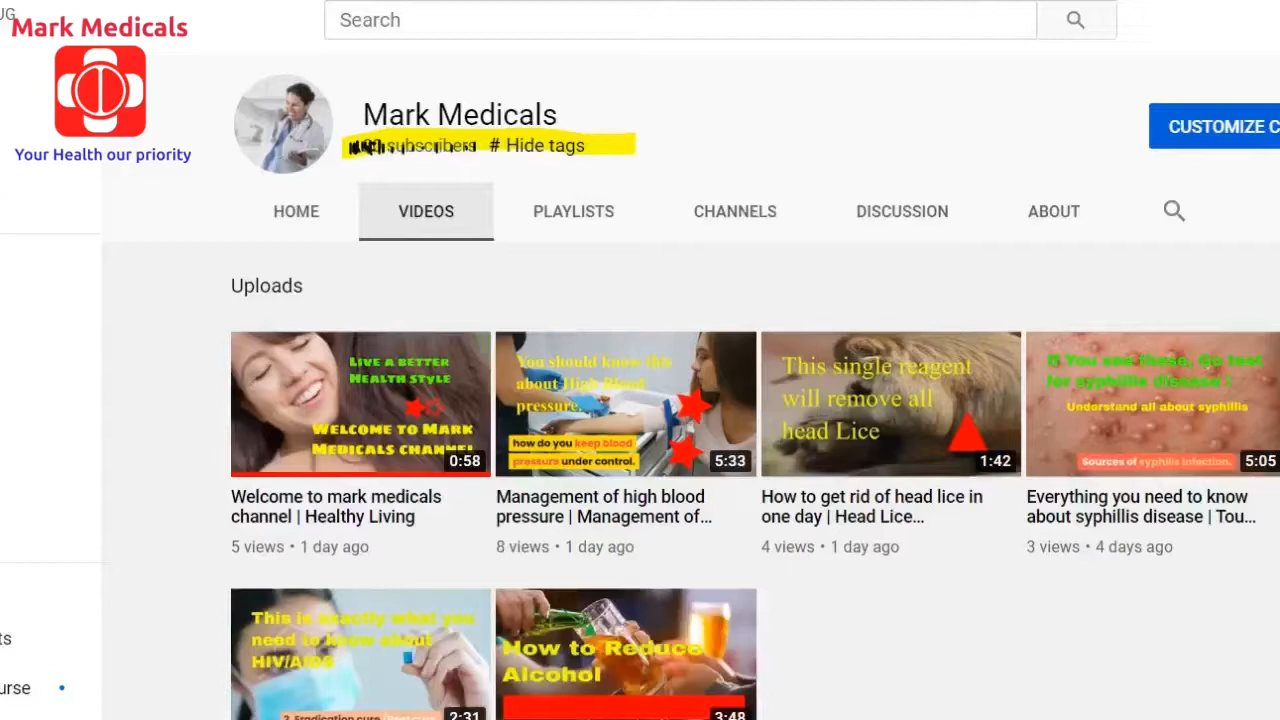 UG
Mark Medicals
Your Health our priority
Search
Mark Medicals
subscribers # Hide tags
CUSTOMIZE C
HOME
VIDEOS
PLAYLISTS
CHANNELS
DISCUSSION
ABOUT
Uploads
Live a better
Health style
Welcome to Mark
Medicals channel
0:58
You should know this
about High Blood
pressure.
how do you keep blood
pressure under control.
5:33
This single reagent
will remove all
head Lice
1:42
If You see these, Go test
for syphillis disease !
Understand all about syphillis
Sources of syphilis infection.
5:05
Welcome to mark medicals
channel | Healthy Living
5 views • 1 day ago
Management of high blood
pressure | Management of...
8 views • 1 day ago
How to get rid of head lice in
one day | Head Lice...
4 views • 1 day ago
Everything you need to know
about syphillis disease | Tou...
3 views • 4 days ago
This is exactly what you
need to know about
HIV/AIDS
2. Eradication cure
2:31
How to Reduce
Alcohol
3:48
ts
urse